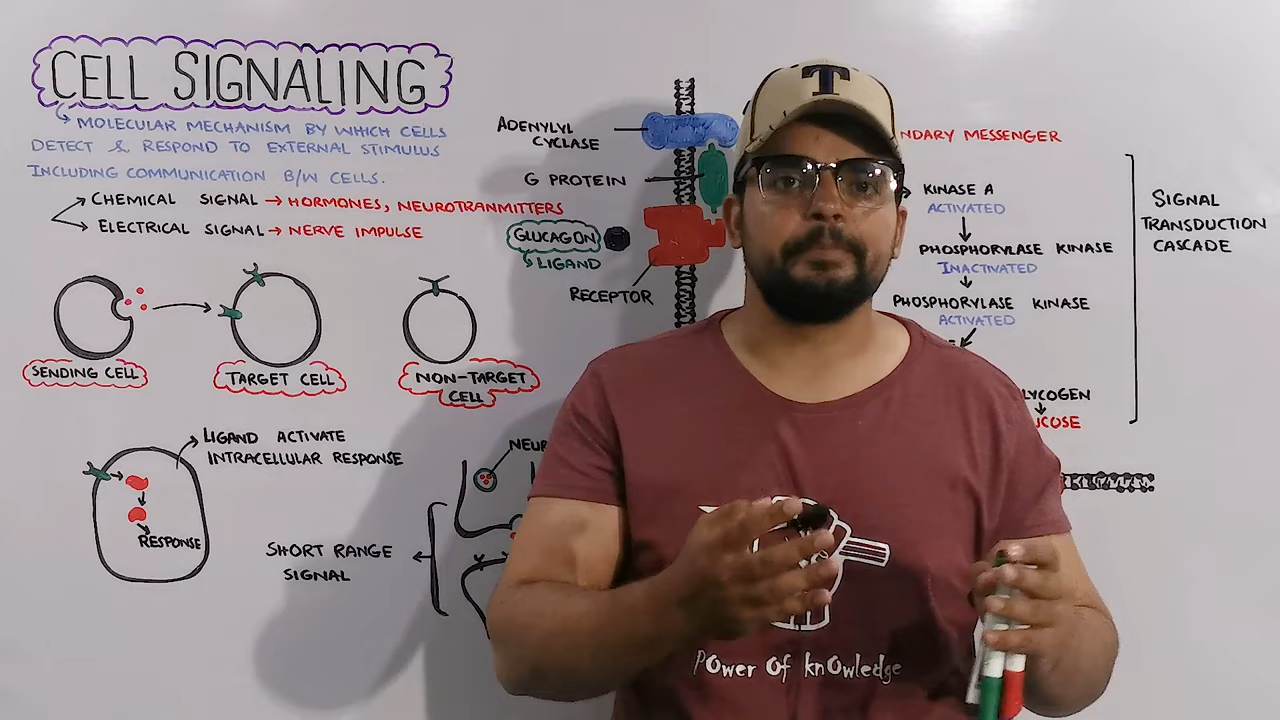 CELL SIGNALING
MOLECULAR MECHANISM BY WHICH CELLS
DETECT & RESPOND TO EXTERNAL STIMULUS
INCLUDING COMMUNICATION B/W CELLS.
CHEMICAL SIGNAL → HORMONES, NEUROTRANMITTERS
ELECTRICAL SIGNAL → NERVE IMPULSE
SENDING CELL
TARGET CELL
NON-TARGET
CELL
LIGAND ACTIVATE
INTRACELLULAR RESPONSE
RESPONSE
SHORT RANGE
SIGNAL
ADENYLYL
CYCLASE
G PROTEIN
GLUCAGON
LIGAND
RECEPTOR
T
MESSENGER
KINASE A
ACTIVATED
PHOSPHORYLASE KINASE
INACTIVATED
PHOSPHORYLASE KINASE
ACTIVATED
SIGNAL
TRANSDUCTION
CASCADE
POwer Of knOwledge